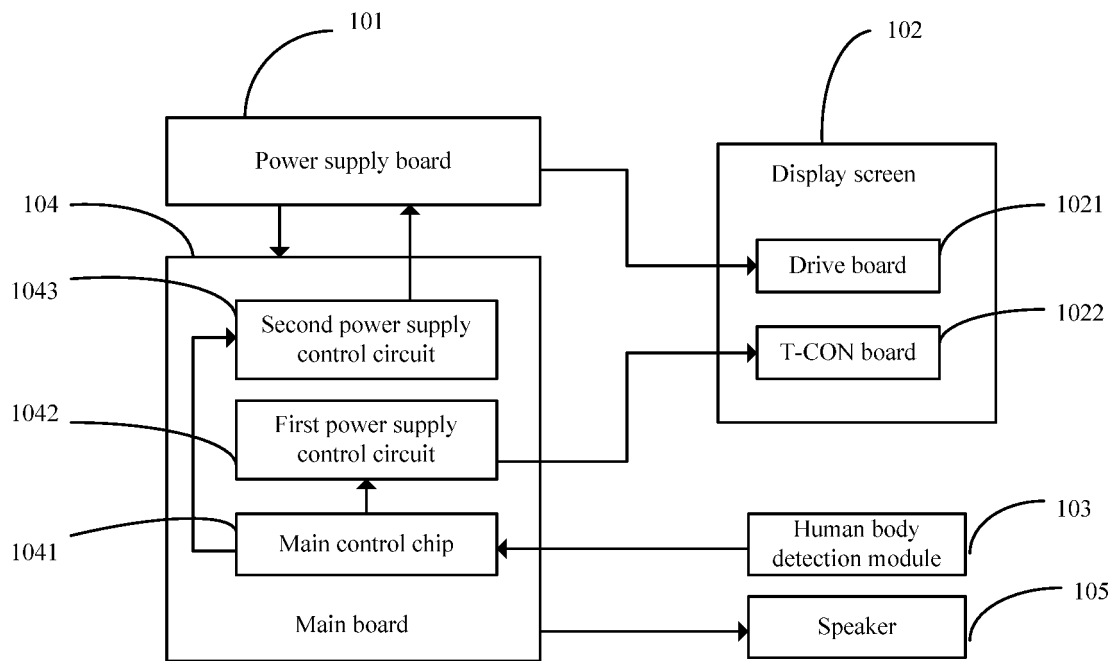 101
102
Power supply board
Display screen
104
1021
Drive board
1043
Second power supply
control circuit
1022
T-CON board
1042
First power supply
control circuit
103
Human body
detection module
1041
Main control chip
105
Main board
Speaker